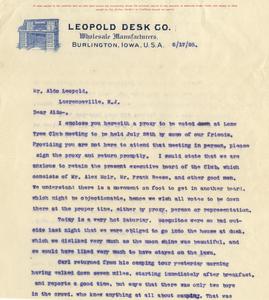 LEOPOLD DESK CO.
Wholesale Manufacturers,
BURLINGTON, IOWA, U.S.A.
Mr. Aldo Leopold,
Lawrenceville, N.J.
Dear Aldo-,
I enclose you herewith a proxy to be voted down at Lone
Tree Club meeting to be held July 28th by some of our friends.
Providing you are not here to attend that meeting in person, please
sign the proxy and return promptly. I would state that we are
anxious to retain the present executive board of the Club, which
consists of Mr. Alex Moir, Mr. Frank Reese, and other good men.
We understand there is a movement on foot to get in another board,
which might be objectionable, hence we wish all votes to be down
there at the proper time, either by proxy, or person representation.
Today is a very hot Saturday. Mosquitoes were so bad out-
side last night that we were obliged to go into the house at dusk,
which we disliked very much as the moon shine was beautiful, and
we would have liked very much to have stayed on the lawn.
Carl returned from his camping tour yesterday morning
having walked down seven miles, starting immediately after breakfast,
and reports a good time, but says that there was only two boys
in the crowd, who knew anything at all about camping. That was